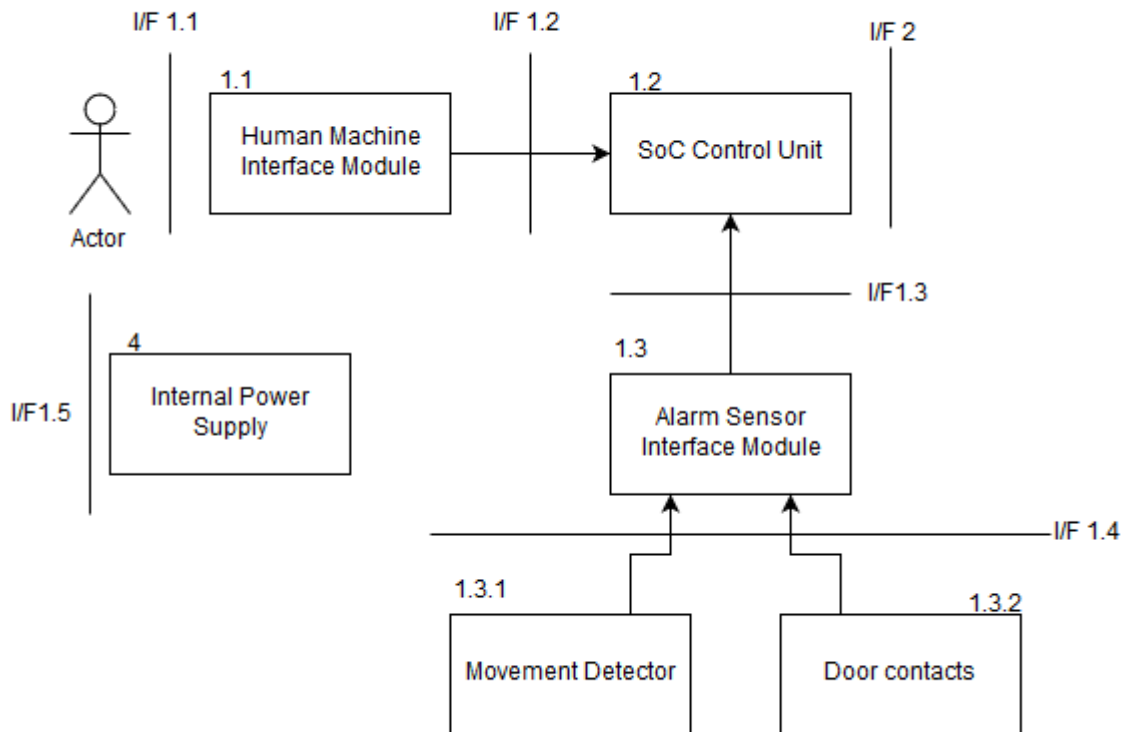 I/F 1.1
I/F 1.2
I/F 2
1.1
1.2
Human Machine
Interface Module
SoC Control Unit
Actor
I/F1.3
4
1.3
Internal Power
Supply
I/F1.5
Alarm Sensor
Interface Module
I/F 1.4
1.3.1
1.3.2
Movement Detector
Door contacts